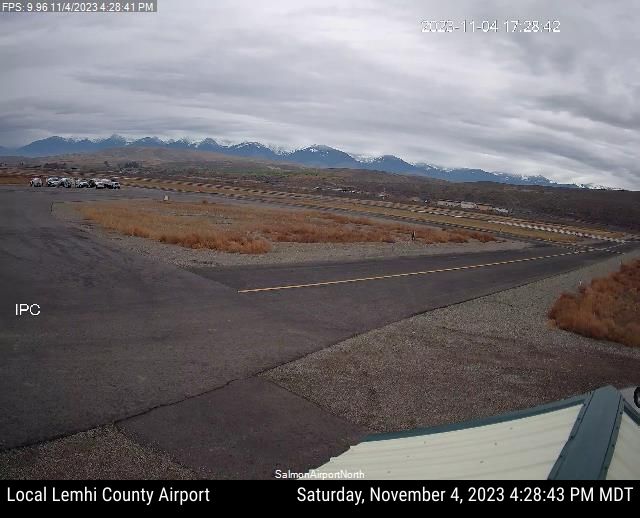 FPS: 9.96 11/4/2023 4:28:41 PM
2023-11-04 17:28:42
IPC
SalmonAirportNorth
Local Lemhi County Airport Saturday, November 4, 2023 4:28:43 PM MDT